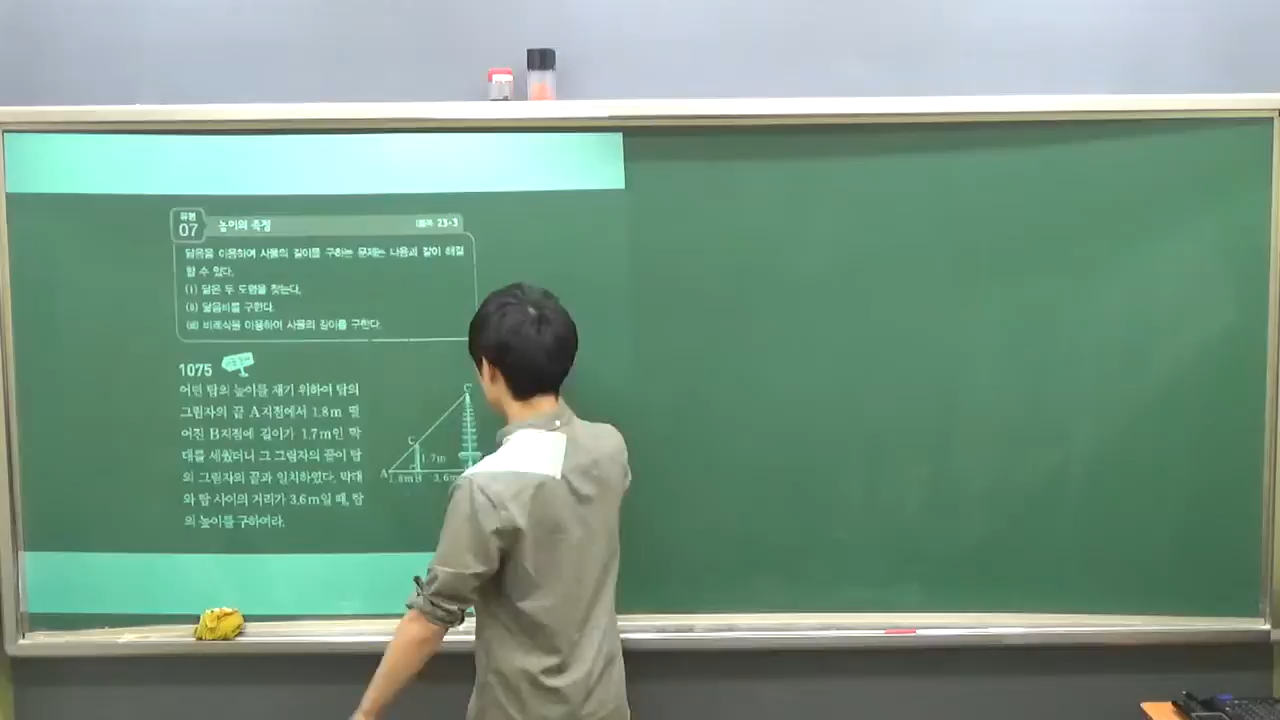 유형
07 높이의 측정 개념북 23-3
닮음을 이용하여 사물의 길이를 구하는 문제는 다음과 같이 해결
할 수 있다.
(i) 닮은 두 도형을 찾는다.
(ii) 닮음비를 구한다.
(iii) 비례식을 이용하여 사물의 길이를 구한다.
1075
어떤 탑의 높이를 재기 위하여 탑의
그림자의 끝 A지점에서 1.8m 떨
어진 B지점에 길이가 1.7m인 막
대를 세웠더니 그 그림자의 끝이 탑
의 그림자의 끝과 일치하였다. 막대
와 탑 사이의 거리가 3.6m일 때, 탑
의 높이를 구하여라.
C'
C
1.7m
A 1.8m B 3.6m